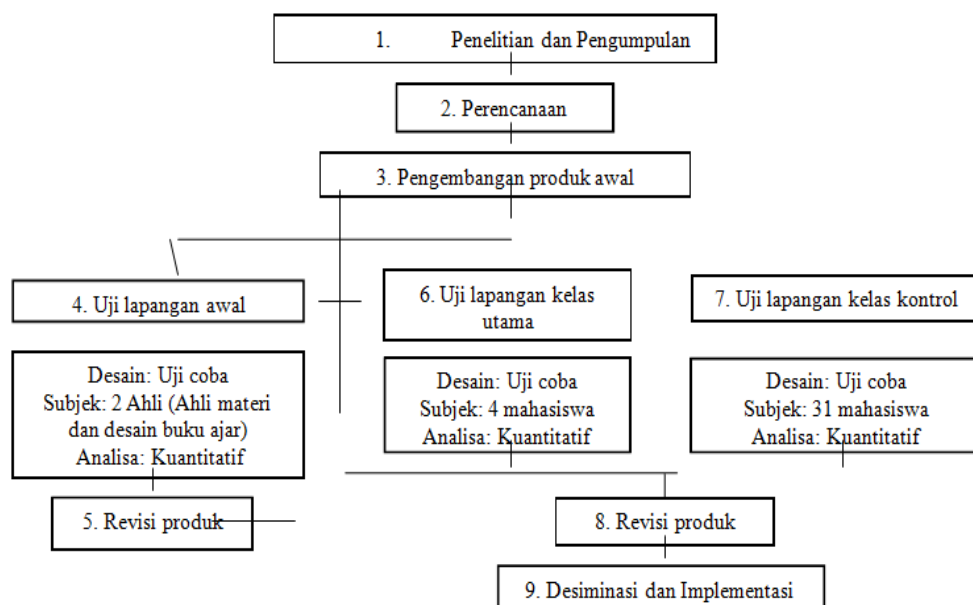 1. Penelitian dan Pengumpulan
2. Perencanaan
3. Pengembangan produk awal
4. Uji lapangan awal
6. Uji lapangan kelas
utama
7. Uji lapangan kelas kontrol
Desain: Uji coba
Subjek: 2 Ahli (Ahli materi
dan desain buku ajar)
Analisa: Kuantitatif
Desain: Uji coba
Subjek: 4 mahasiswa
Analisa: Kuantitatif
Desain: Uji coba
Subjek: 31 mahasiswa
Analisa: Kuantitatif
5. Revisi produk
8. Revisi produk
9. Desiminasi dan Implementasi